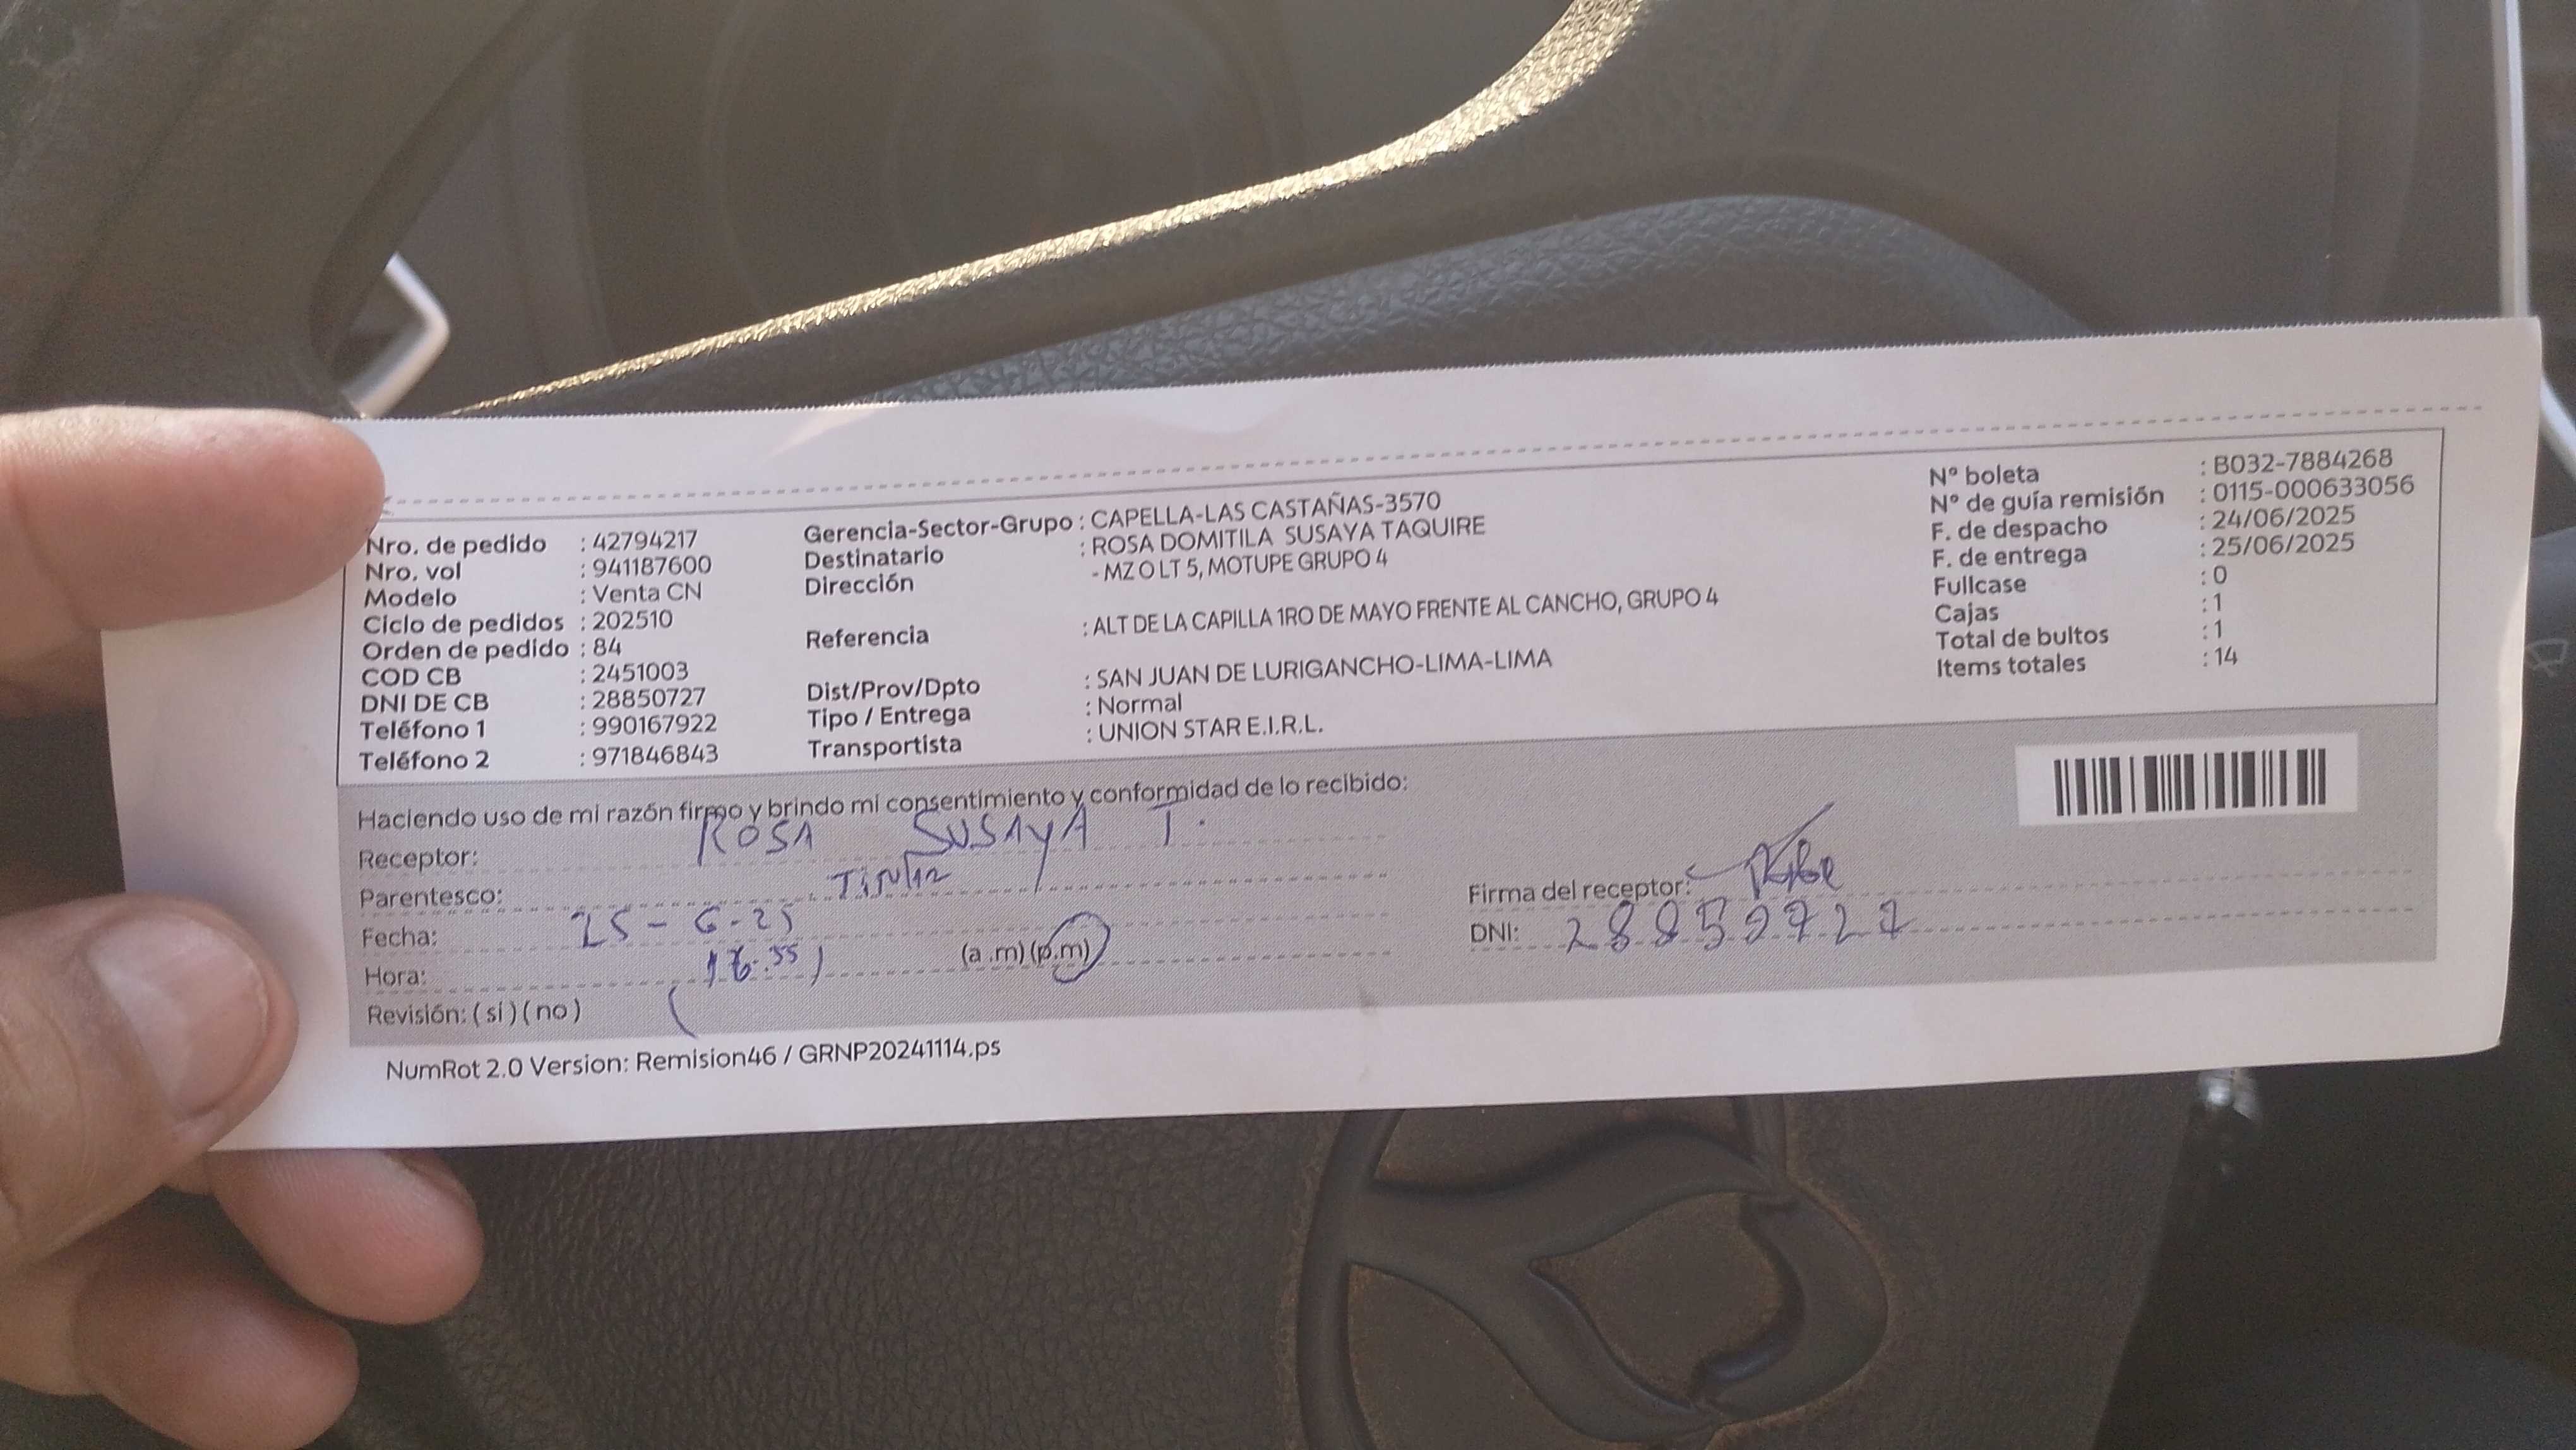 Nro. de pedido : 42794217
Nro. vol : 941187600
Modelo : Venta CN
Ciclo de pedidos : 202510
Orden de pedido : 84
COD CB : 2451003
DNI DE CB : 28850727
Teléfono 1 : 990167922
Teléfono 2 : 971846843
Gerencia-Sector-Grupo : CAPELLA-LAS CASTAÑAS-3570
Destinatario : ROSA DOMITILA SUSAYA TAQUIRE
Dirección - MZ O LT 5, MOTUPE GRUPO 4
Referencia : ALT DE LA CAPILLA 1RO DE MAYO FRENTE AL CANCHO, GRUPO 4
Dist/Prov/Dpto : SAN JUAN DE LURIGANCHO-LIMA-LIMA
Tipo / Entrega : Normal
Transportista : UNION STAR E.I.R.L.
N° boleta : B032-7884268
N° de guía remisión : 0115-000633056
F. de despacho : 24/06/2025
F. de entrega : 25/06/2025
Fullcase : 0
Cajas : 1
Total de bultos : 1
Items totales : 14
Haciendo uso de mi razón firmo y brindo mi consentimiento y conformidad de lo recibido:
Receptor: ROSA SUSAYA T.
Parentesco:
Fecha: 25-6-25
Hora: (a.m) (p.m)
Revisión: ( si ) ( no )
Firma del receptor:
DNI: 28850727
NumRot 2.0 Version: Remision46 / GRNP20241114.ps